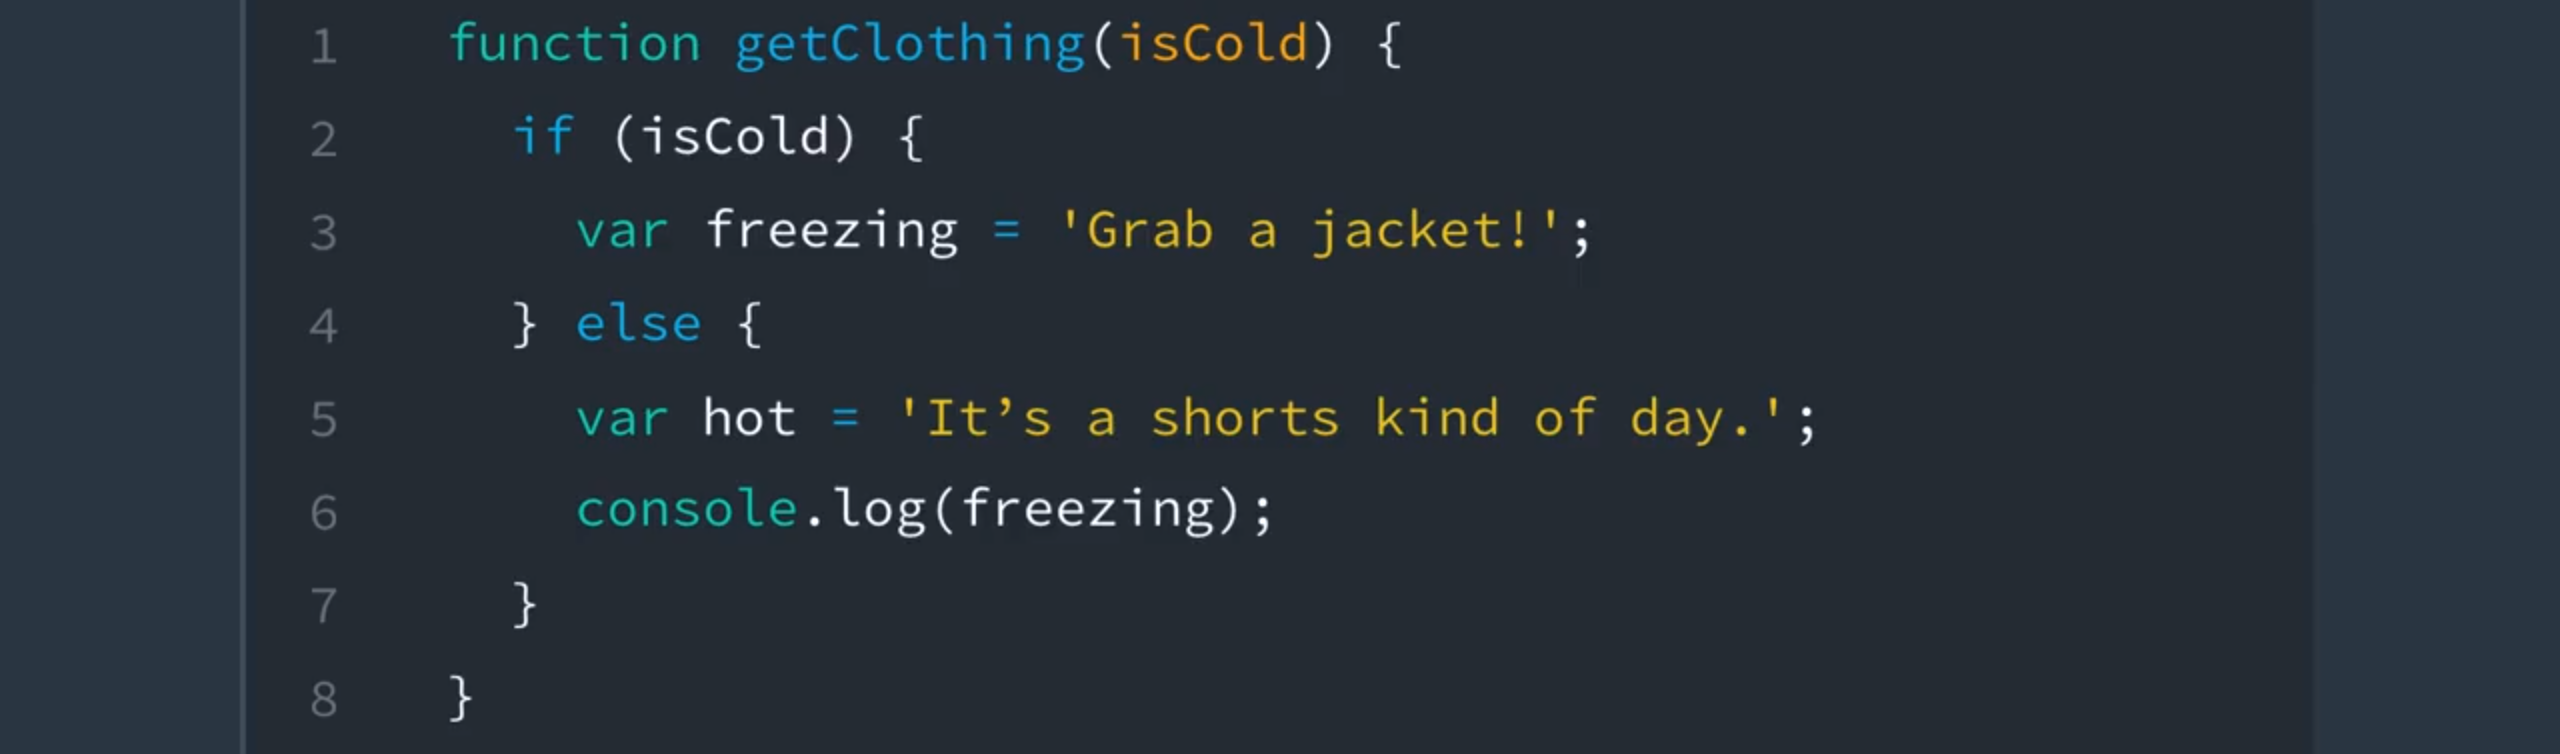 1 function getClothing(isCold) {
2 if (isCold) {
3 var freezing = 'Grab a jacket!';
4 } else {
5 var hot = 'It’s a shorts kind of day.';
6 console.log(freezing);
7 }
8 }